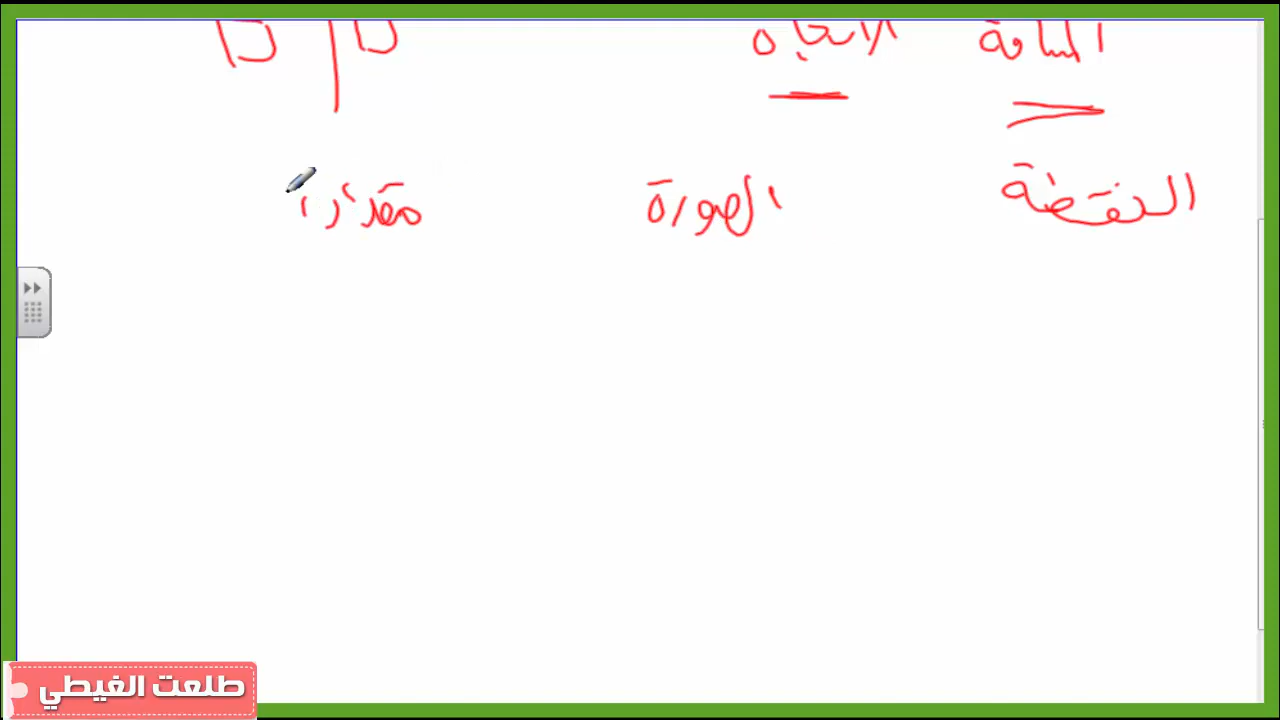 المسافة الاتجاه
النقطة الصورة مقدار ا
طلعت الغيطي